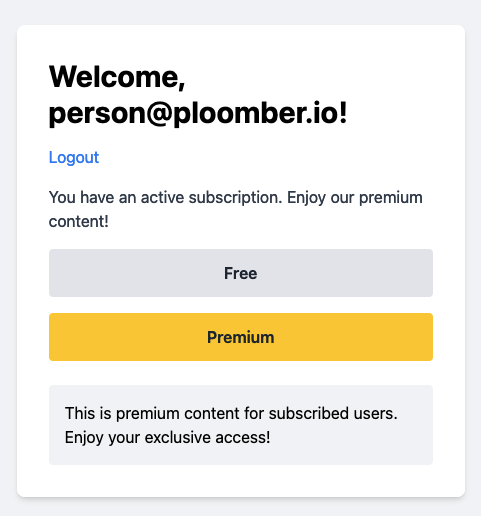 Welcome,
person@ploomber.io!
Logout
You have an active subscription. Enjoy our premium
content!
Free
Premium
This is premium content for subscribed users.
Enjoy your exclusive access!